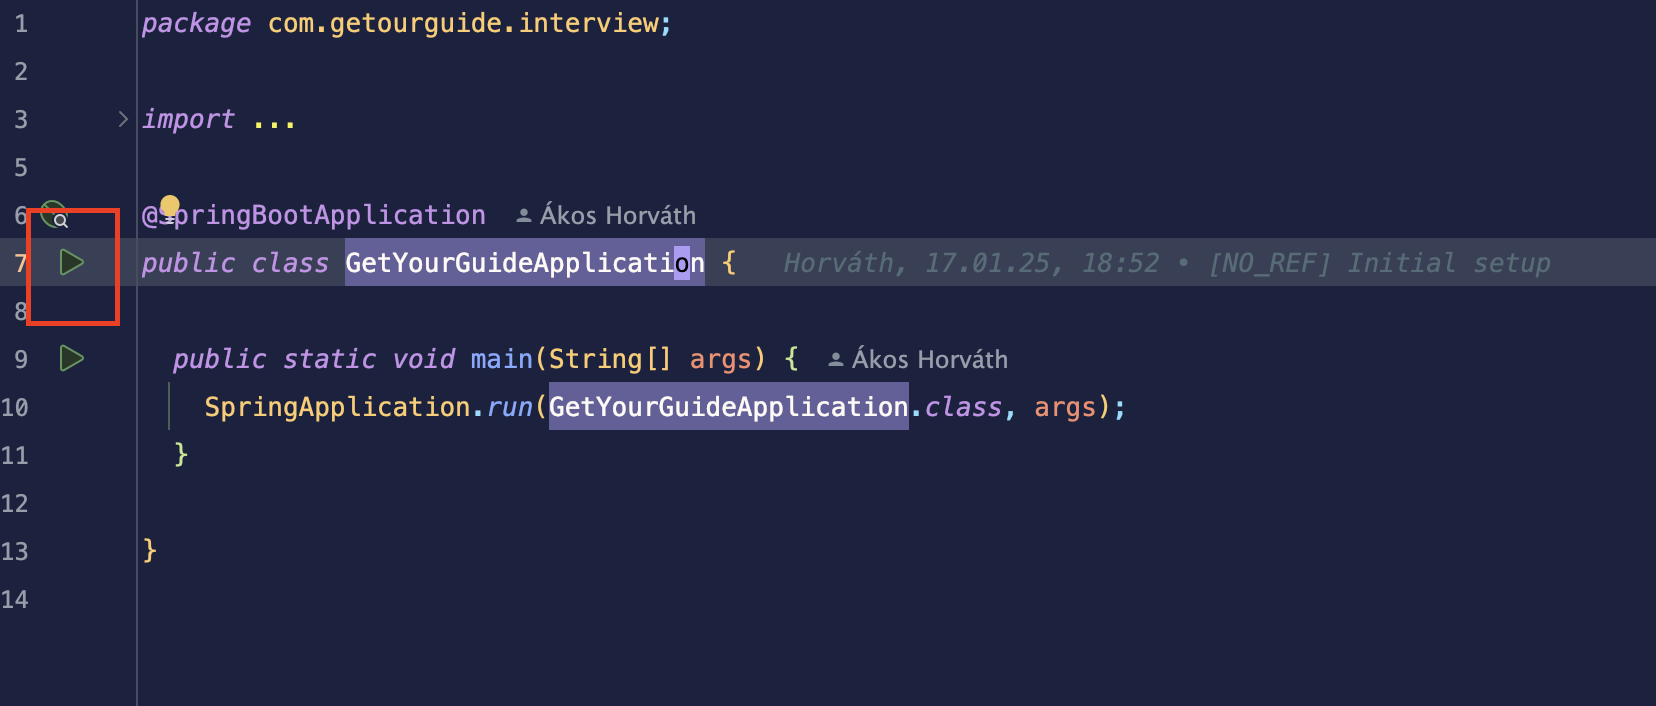 1 package com.getourguide.interview;
2
3 import ...
5
6 @SpringBootApplication Ákos Horváth
7 public class GetYourGuideApplication { Horváth, 17.01.25, 18:52 • [NO_REF] Initial setup
8
9 public static void main(String[] args) { Ákos Horváth
10 SpringApplication.run(GetYourGuideApplication.class, args);
11 }
12
13 }
14